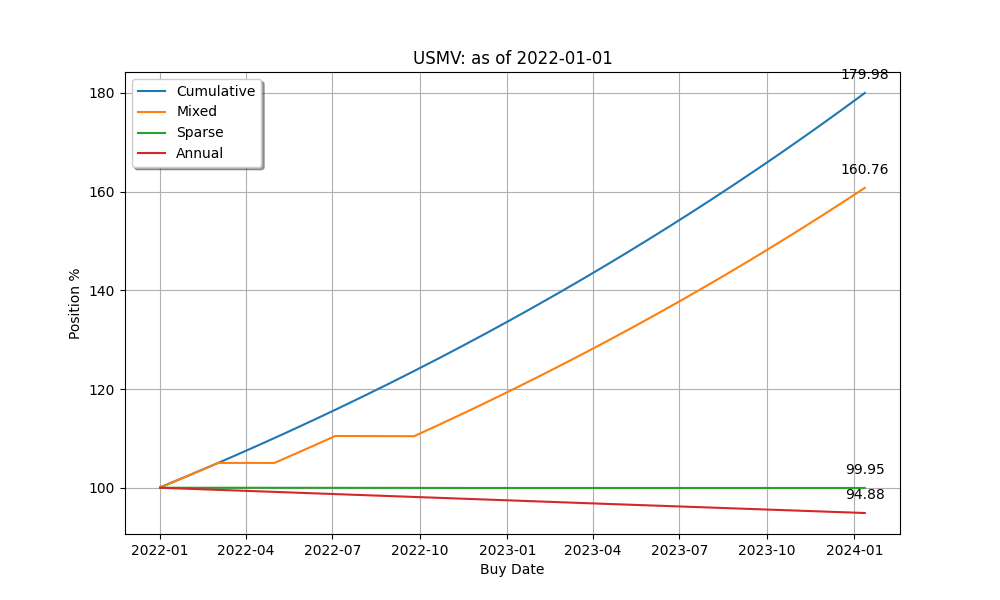 USMV: as of 2022-01-01
Cumulative
Mixed
Sparse
Annual
179.98
160.76
99.95
94.88
180
160
140
120
100
Position %
2022-01 2022-04 2022-07 2022-10 2023-01 2023-04 2023-07 2023-10 2024-01
Buy Date